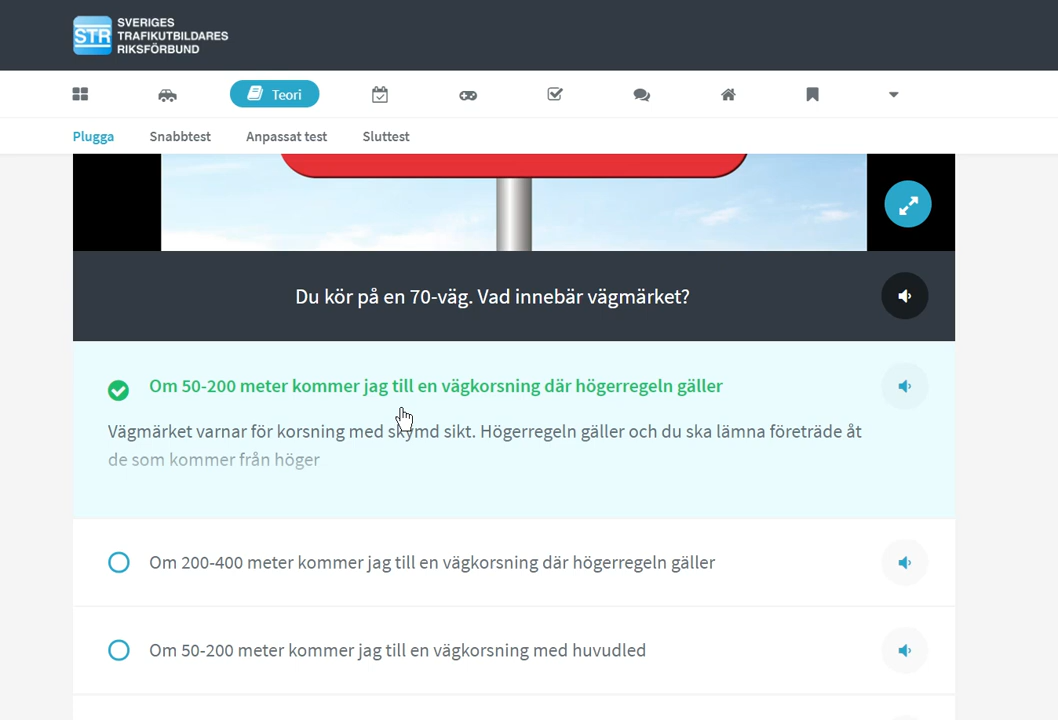 STR
SVERIGES
TRAFIKUTBILDARES
RIKSFÖRBUND
Teori
Plugga
Snabbtest
Anpassat test
Sluttest
Du kör på en 70-väg. Vad innebär vägmärket?
Om 50-200 meter kommer jag till en vägkorsning där högerregeln gäller
Vägmärket varnar för korsning med skymd sikt. Högerregeln gäller och du ska lämna företräde åt
de som kommer från höger
Om 200-400 meter kommer jag till en vägkorsning där högerregeln gäller
Om 50-200 meter kommer jag till en vägkorsning med huvudled